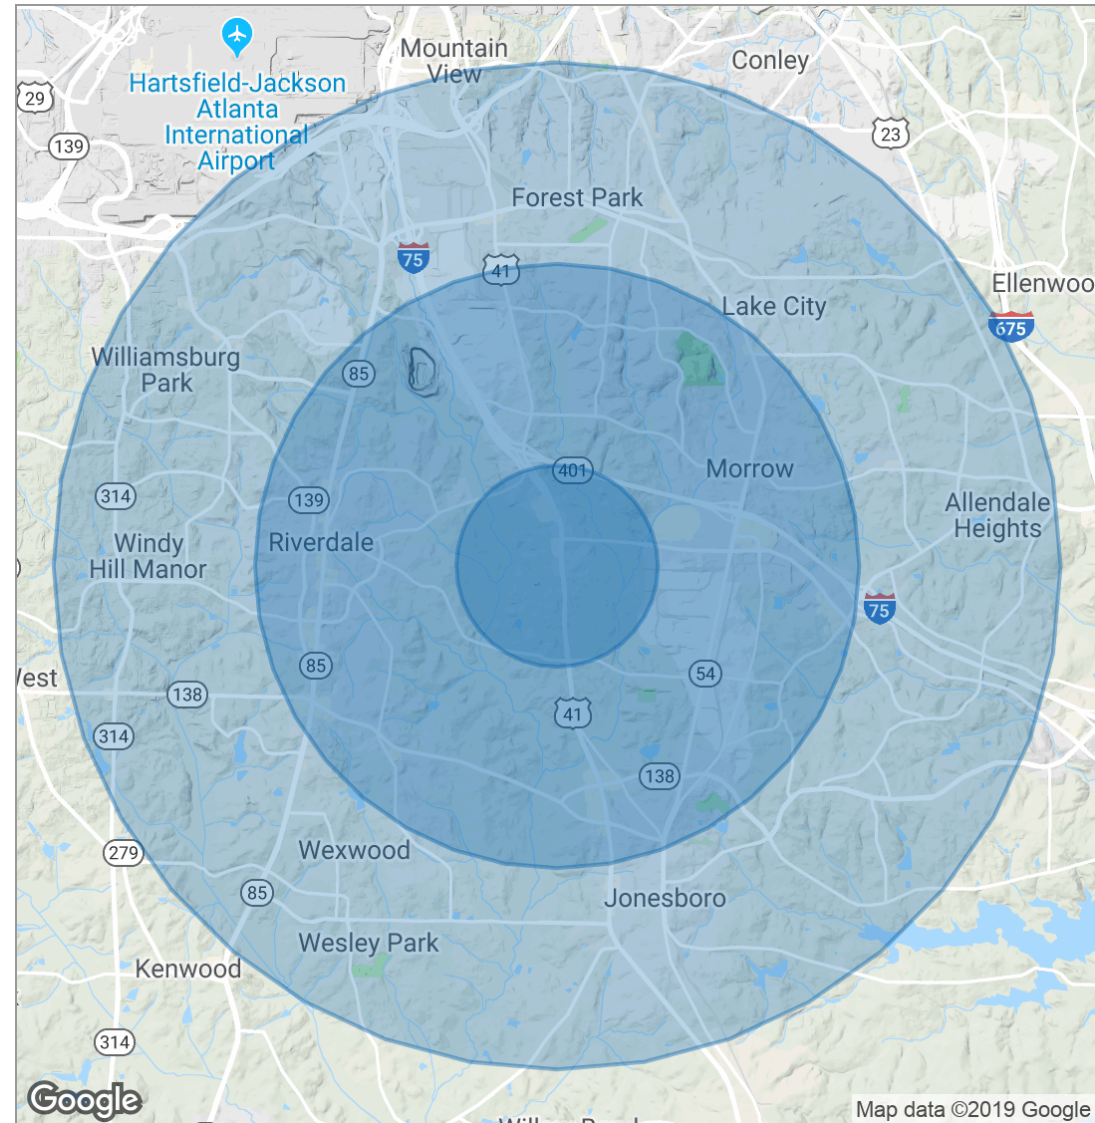 Mountain
View
Conley
Hartsfield-Jackson
Atlanta
International
Airport
29
139
23
Forest Park
75
41
Ellenwoo
675
Lake City
Williamsburg
Park
85
401
Morrow
314
139
Allendale
Heights
Windy
Hill Manor
Riverdale
75
85
54
/est
138
41
314
138
279
Wexwood
85
Jonesboro
Wesley Park
Kenwood
314
Google
Map data ©2019 Google